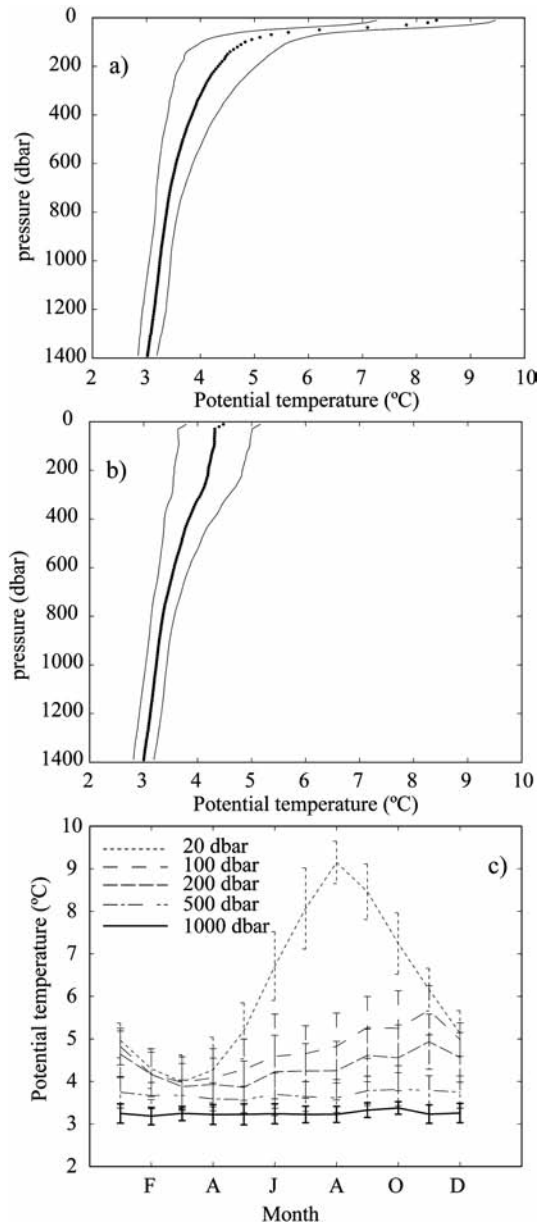 0
200
400
600
800
1000
1200
1400
a)
pressure (dbar)
2 3 4 5 6 7 8 9 10
Potential temperature (ºC)
0
200
400
600
800
1000
1200
1400
b)
pressure (dbar)
2 3 4 5 6 7 8 9 10
Potential temperature (ºC)
10
9
8
7
6
5
4
3
2
20 dbar
100 dbar
200 dbar
500 dbar
1000 dbar
c)
Potential temperature (ºC)
F A J A O D
Month